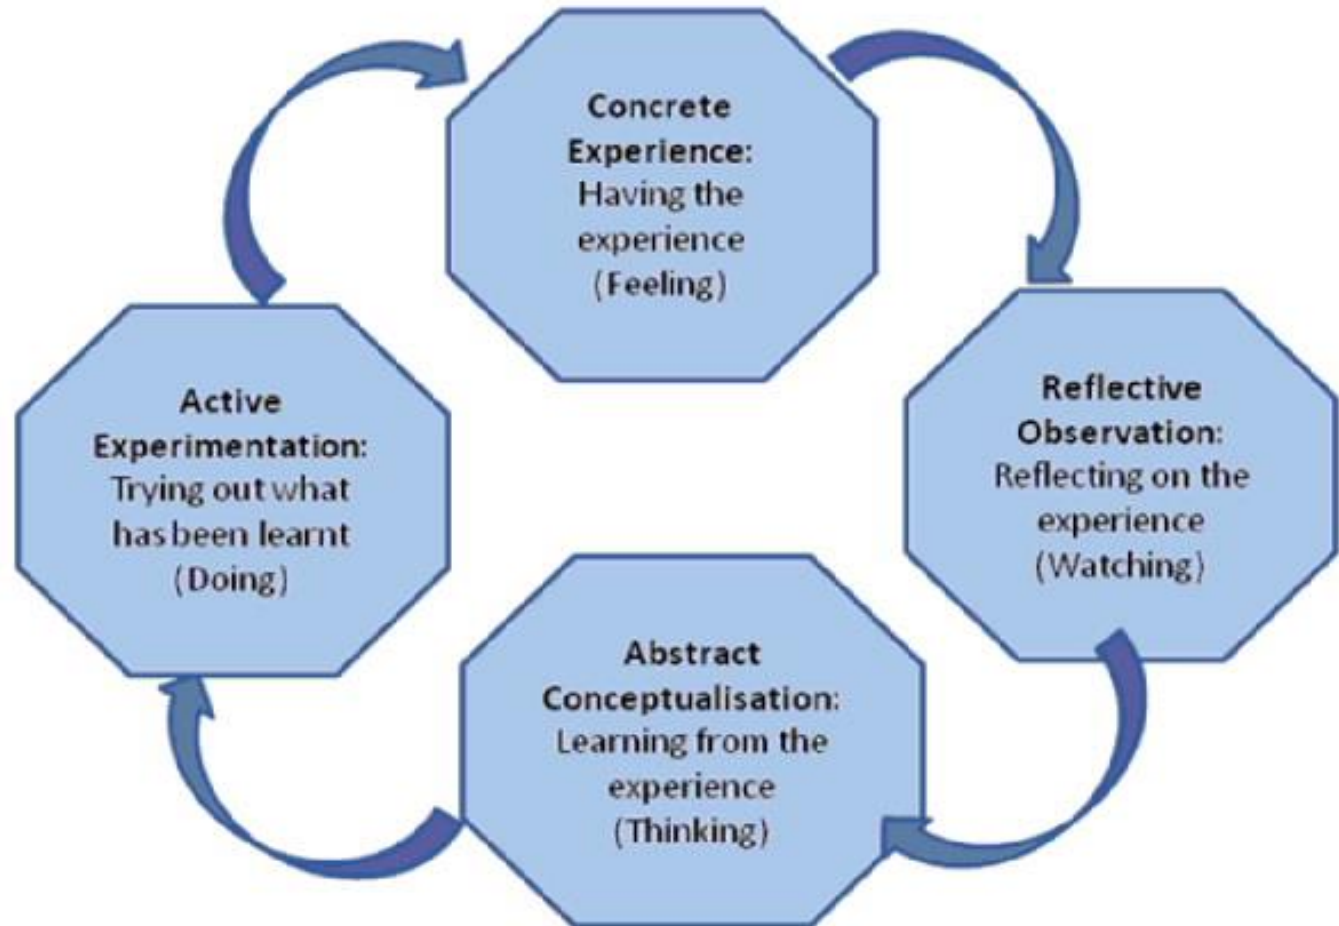 Concrete
Experience:
Having the
experience
(Feeling)
Reflective
Observation:
Reflecting on the
experience
(Watching)
Abstract
Conceptualisation:
Learning from the
experience
(Thinking)
Active
Experimentation:
Trying out what
has been learnt
(Doing)